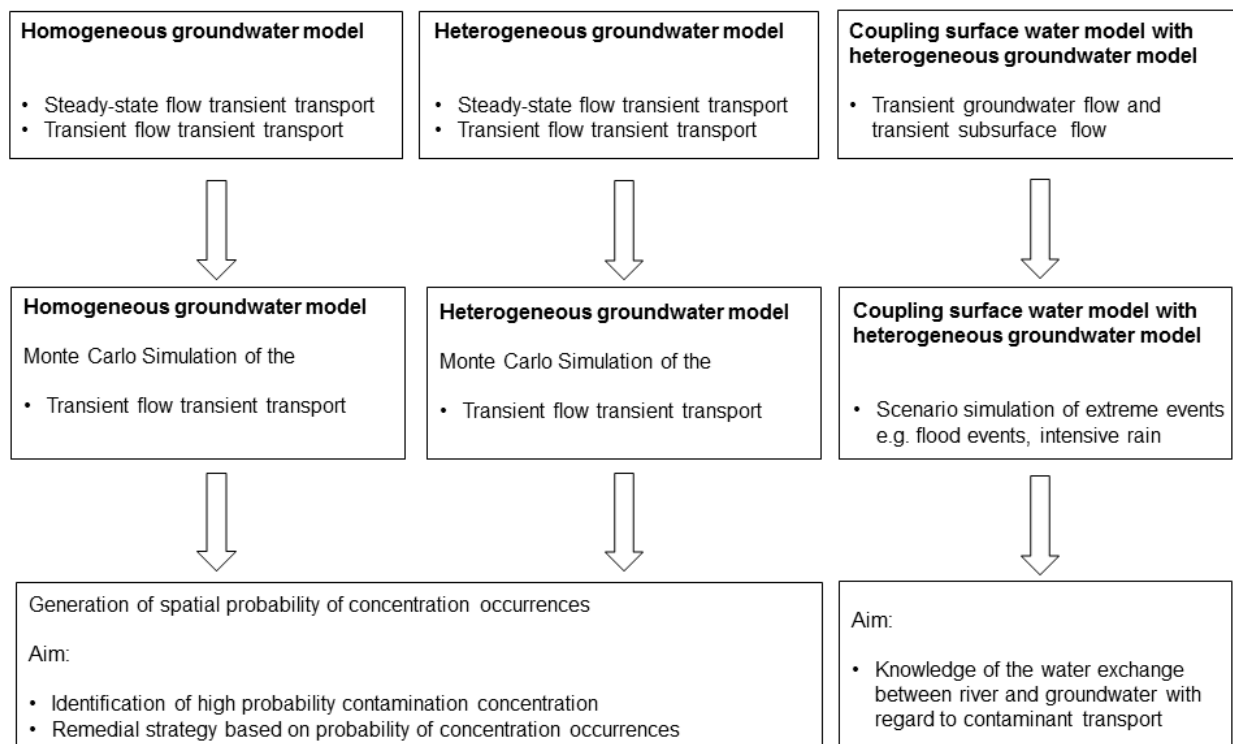 Homogeneous groundwater model
• Steady-state flow transient transport
• Transient flow transient transport
Heterogeneous groundwater model
• Steady-state flow transient transport
• Transient flow transient transport
Coupling surface water model with
heterogeneous groundwater model
• Transient groundwater flow and
transient subsurface flow
Homogeneous groundwater model
Monte Carlo Simulation of the
• Transient flow transient transport
Heterogeneous groundwater model
Monte Carlo Simulation of the
• Transient flow transient transport
Coupling surface water model with
heterogeneous groundwater model
• Scenario simulation of extreme events
e.g. flood events, intensive rain
Generation of spatial probability of concentration occurrences
Aim:
• Identification of high probability contamination concentration
• Remedial strategy based on probability of concentration occurrences
Aim:
• Knowledge of the water exchange
between river and groundwater with
regard to contaminant transport